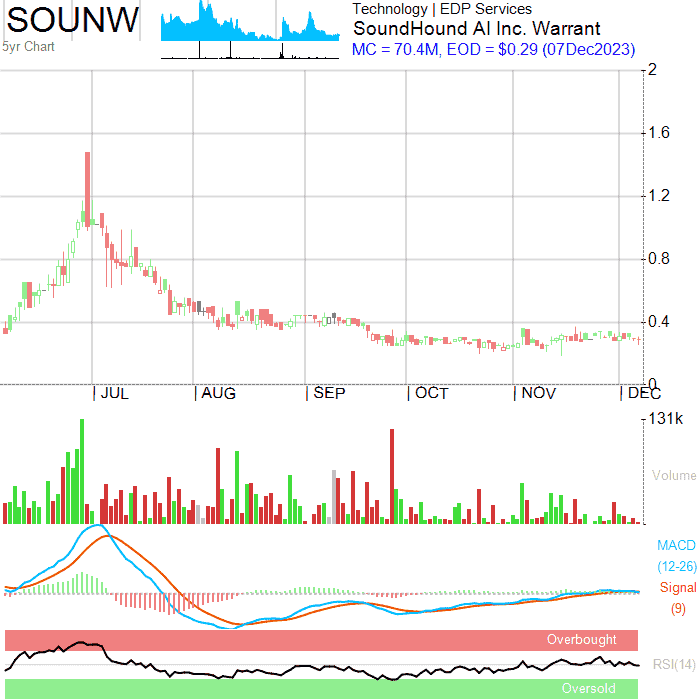 SOUNW
5yr Chart
Technology | EDP Services
SoundHound AI Inc. Warrant
MC = 70.4M, EOD = $0.29 (07Dec2023)
2
1.6
1.2
0.8
0.4
0
JUL AUG SEP OCT NOV DEC
131k
Volume
MACD
(12-26)
Signal
(9)
Overbought
RSI(14)
Oversold